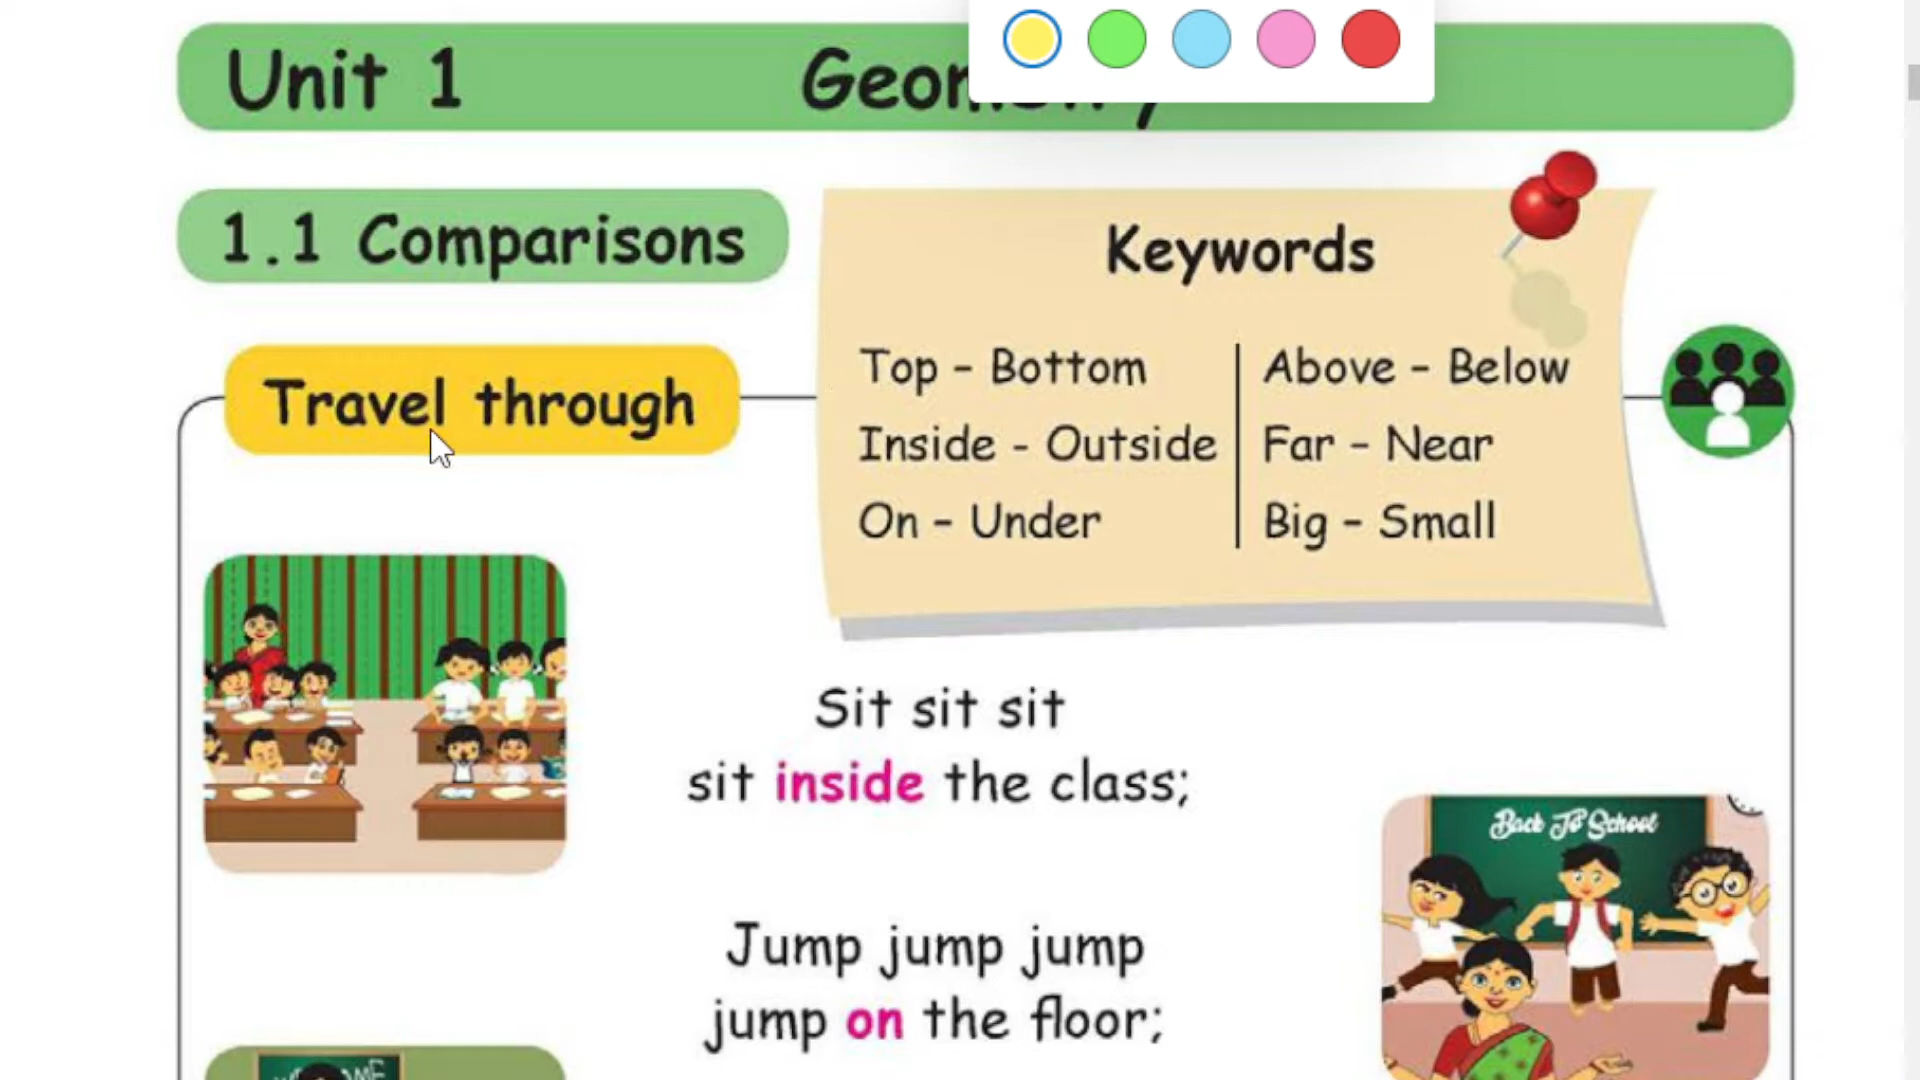 Unit 1
1.1 Comparisons
Keywords
Travel through
Top – Bottom
Inside - Outside
On – Under
Above – Below
Far – Near
Big – Small
Sit sit sit
sit inside the class;
Back To School
Jump jump jump
jump on the floor;